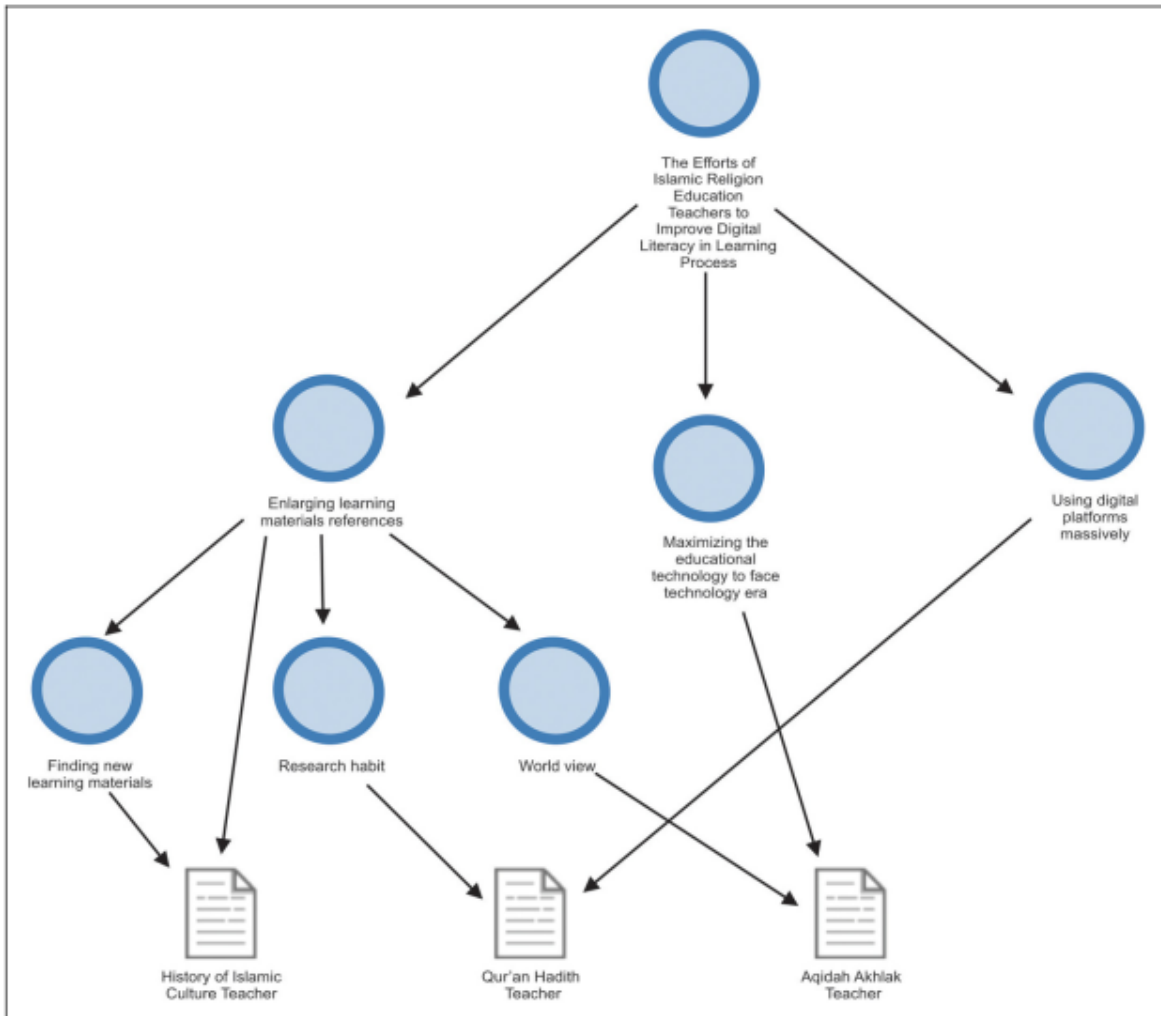 The Efforts of
Islamic Religion
Education
Teachers to
Improve Digital
Literacy in Learning
Process
Enlarging learning
materials references
Maximizing the
educational
technology to face
technology era
Using digital
platforms
massively
Finding new
learning materials
Research habit
World view
History of Islamic
Culture Teacher
Qur'an Hadith
Teacher
Aqidah Akhlak
Teacher